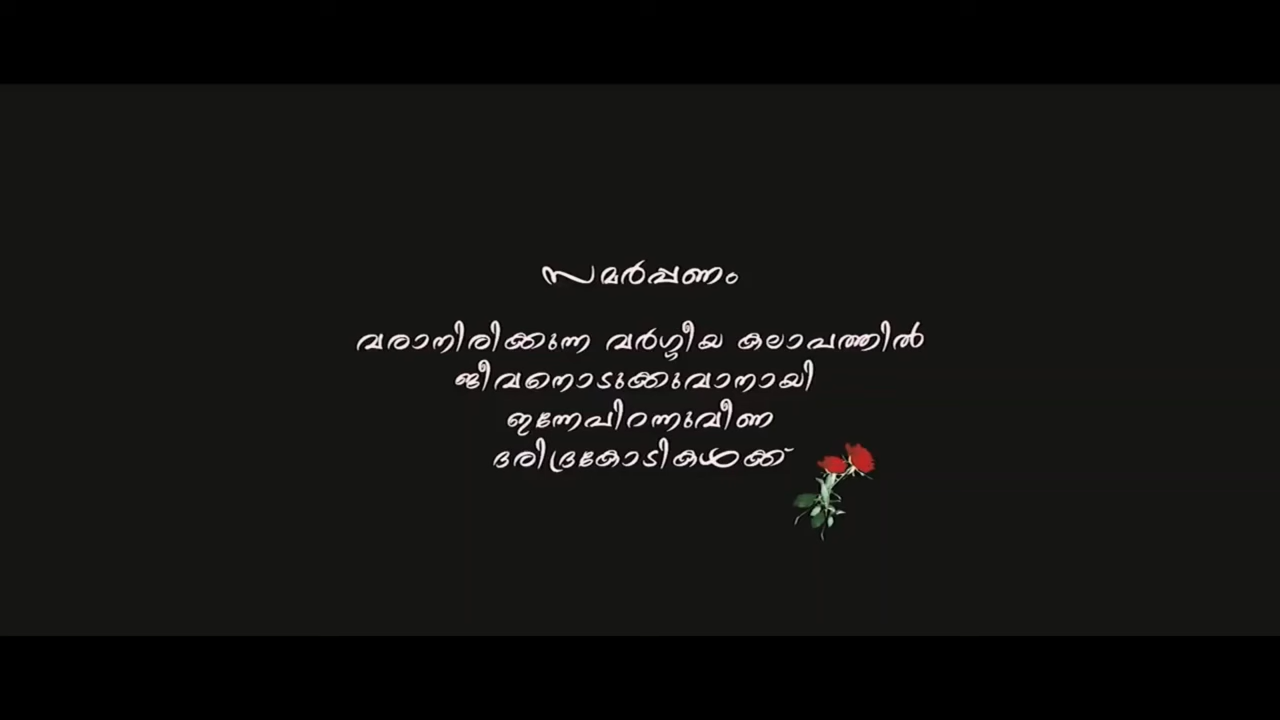 സമർപ്പണം
വരാനിരിക്കുന്ന വർഗ്ഗീയ കലാപത്തിൽ
ജീവനൊടുക്കുവാനായി
ഇന്നേപിറന്നുവീണ
ദരിദ്രകോടികൾക്ക്